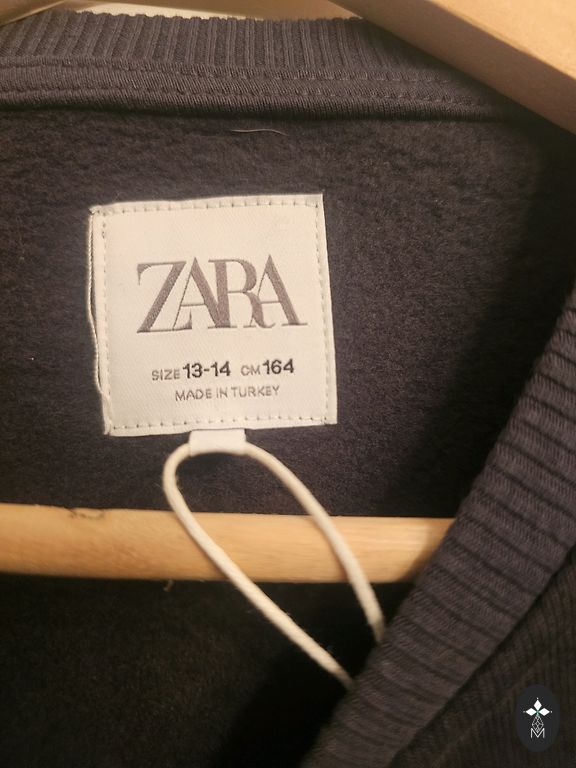 ZARA
SIZE 13-14 CM 164
MADE IN TURKEY
M